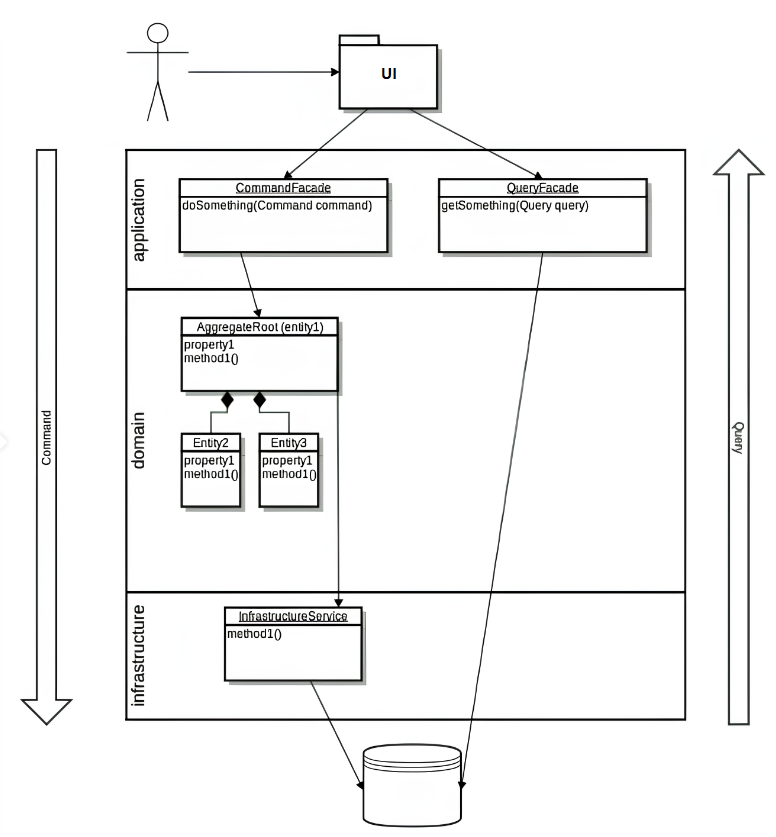 UI
application
CommandFacade
doSomething(Command command)
QueryFacade
getSomething(Query query)
Command
domain
AggregateRoot (entity1)
property1
method1()
Entity2
property1
method1()
Entity3
property1
method1()
Query
infrastructure
InfrastructureService
method1()